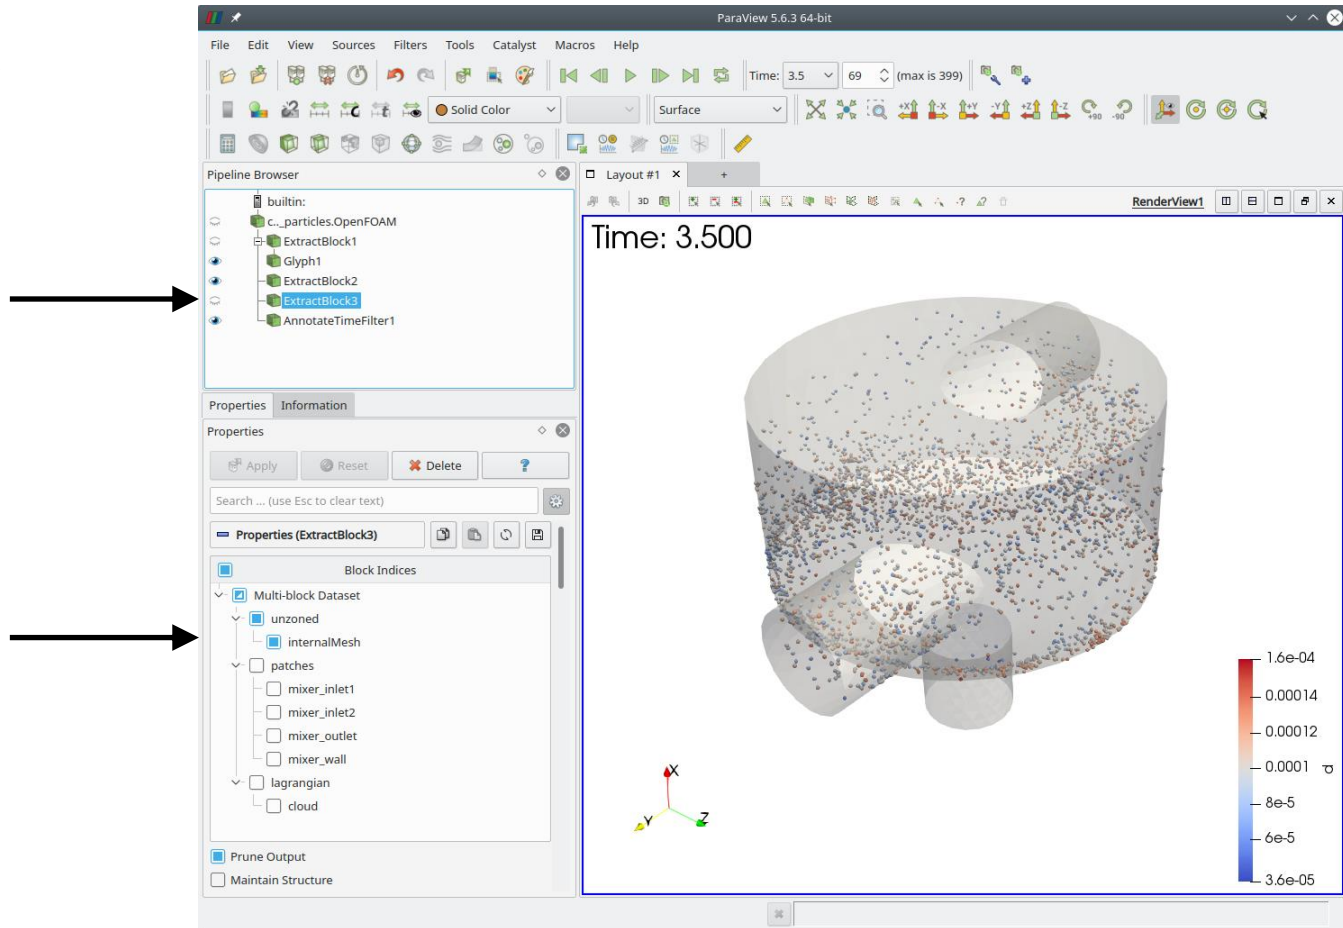 ParaView 5.6.3 64-bit
File Edit View Sources Filters Tools Catalyst Macros Help
Time: 3.5 69 (max is 399)
+X -X +Y -Y +Z -Z +90 -90
Solid Color Surface
Pipeline Browser
Layout #1 × +
builtin:
3D
RenderView1
c.._particles.OpenFOAM
ExtractBlock1
Glyph1
ExtractBlock2
ExtractBlock3
AnnotateTimeFilter1
Time: 3.500
Properties Information
Properties
Apply Reset Delete ?
Search ... (use Esc to clear text)
Properties (ExtractBlock3)
Block Indices
Multi-block Dataset
unzoned
internalMesh
patches
mixer_inlet1
mixer_inlet2
mixer_outlet
mixer_wall
lagrangian
cloud
Prune Output
Maintain Structure
X
Y
Z
1.6e-04
0.00014
0.00012
0.0001
d
8e-5
6e-5
3.6e-05